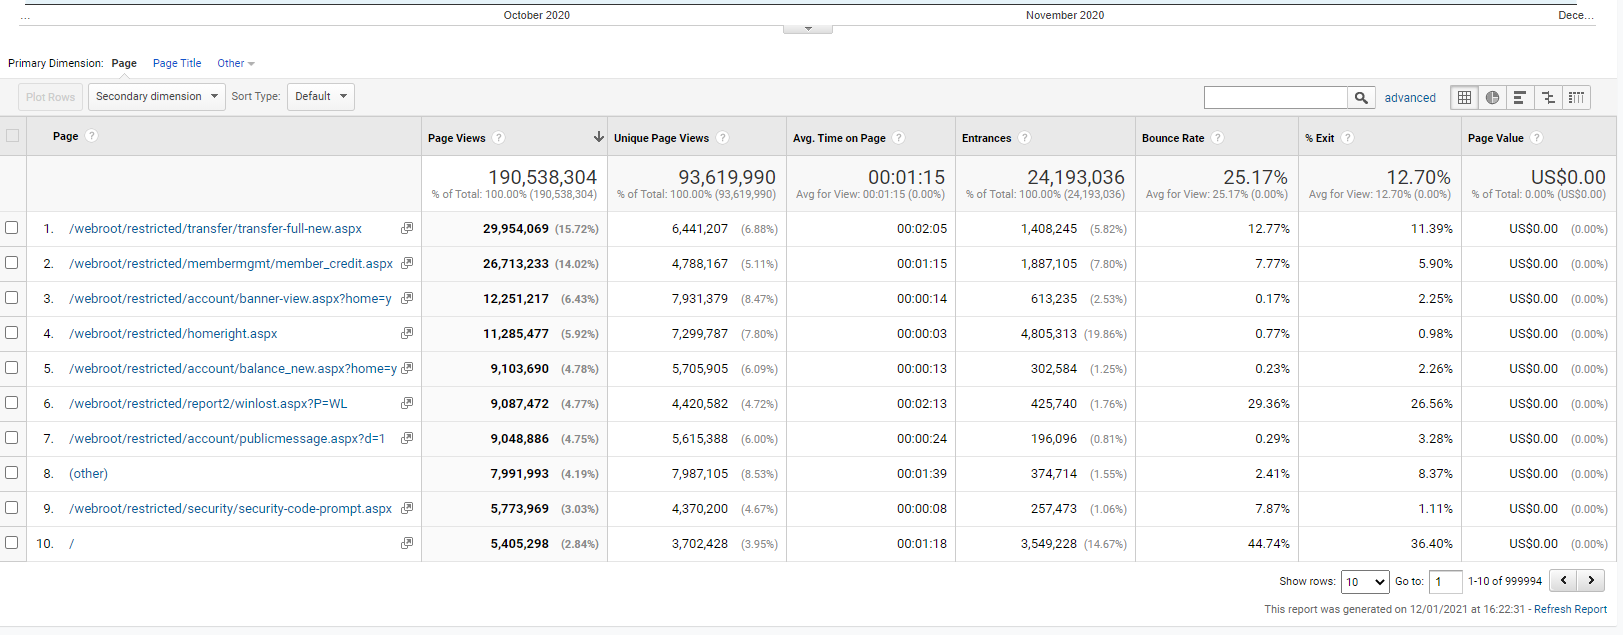 ... October 2020 November 2020 Dece...
Primary Dimension: Page Page Title Other
Plot Rows Secondary dimension Sort Type: Default advanced
Page ? Page Views ? Unique Page Views ? Avg. Time on Page ? Entrances ? Bounce Rate ? % Exit ? Page Value ?
190,538,304 93,619,990 00:01:15 24,193,036 25.17% 12.70% US$0.00
% of Total: 100.00% (190,538,304) % of Total: 100.00% (93,619,990) Avg for View: 00:01:15 (0.00%) % of Total: 100.00% (24,193,036) Avg for View: 25.17% (0.00%) Avg for View: 12.70% (0.00%) % of Total: 0.00% (US$0.00)
1. /webroot/restricted/transfer/transfer-full-new.aspx 29,954,069 (15.72%) 6,441,207 (6.88%) 00:02:05 1,408,245 (5.82%) 12.77% 11.39% US$0.00 (0.00%)
2. /webroot/restricted/membermgmt/member_credit.aspx 26,713,233 (14.02%) 4,788,167 (5.11%) 00:01:15 1,887,105 (7.80%) 7.77% 5.90% US$0.00 (0.00%)
3. /webroot/restricted/account/banner-view.aspx?home=y 12,251,217 (6.43%) 7,931,379 (8.47%) 00:00:14 613,235 (2.53%) 0.17% 2.25% US$0.00 (0.00%)
4. /webroot/restricted/homeright.aspx 11,285,477 (5.92%) 7,299,787 (7.80%) 00:00:03 4,805,313 (19.86%) 0.77% 0.98% US$0.00 (0.00%)
5. /webroot/restricted/account/balance_new.aspx?home=y 9,103,690 (4.78%) 5,705,905 (6.09%) 00:00:13 302,584 (1.25%) 0.23% 2.26% US$0.00 (0.00%)
6. /webroot/restricted/report2/winlost.aspx?P=WL 9,087,472 (4.77%) 4,420,582 (4.72%) 00:02:13 425,740 (1.76%) 29.36% 26.56% US$0.00 (0.00%)
7. /webroot/restricted/account/publicmessage.aspx?d=1 9,048,886 (4.75%) 5,615,388 (6.00%) 00:00:24 196,096 (0.81%) 0.29% 3.28% US$0.00 (0.00%)
8. (other) 7,991,993 (4.19%) 7,987,105 (8.53%) 00:01:39 374,714 (1.55%) 2.41% 8.37% US$0.00 (0.00%)
9. /webroot/restricted/security/security-code-prompt.aspx 5,773,969 (3.03%) 4,370,200 (4.67%) 00:00:08 257,473 (1.06%) 7.87% 1.11% US$0.00 (0.00%)
10. / 5,405,298 (2.84%) 3,702,428 (3.95%) 00:01:18 3,549,228 (14.67%) 44.74% 36.40% US$0.00 (0.00%)
Show rows: 10 Go to: 1 1-10 of 999994
This report was generated on 12/01/2021 at 16:22:31 - Refresh Report